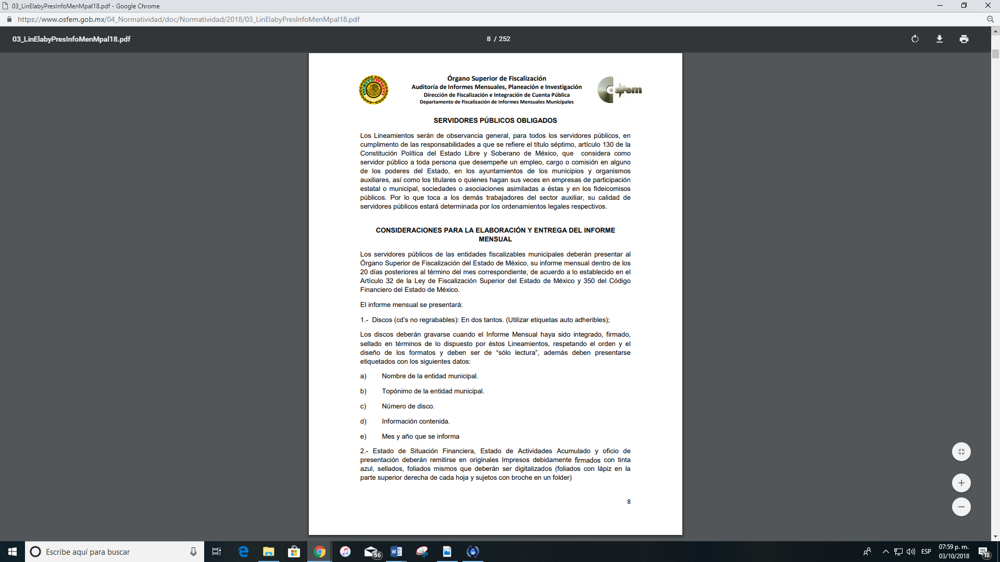 03_LinElabyPresInfoMenMpal18.pdf - Google Chrome
https://www.osfem.gob.mx/04_Normatividad/doc/Normatividad/2018/03_LinElabyPresInfoMenMpal18.pdf
03_LinElabyPresInfoMenMpal18.pdf
8 / 252
Órgano Superior de Fiscalización
Auditoría de Informes Mensuales, Planeación e Investigación
Dirección de Fiscalización e Integración de Cuenta Pública
Departamento de Fiscalización de Informes Mensuales Municipales
osfem
SERVIDORES PÚBLICOS OBLIGADOS
Los Lineamientos serán de observancia general, para todos los servidores públicos, en
cumplimento de las responsabilidades a que se refiere el título séptimo, artículo 130 de la
Constitución Política del Estado Libre y Soberano de México, que considera como
servidor público a toda persona que desempeñe un empleo, cargo o comisión en alguno
de los poderes del Estado, en los ayuntamientos de los municipios y organismos
auxiliares, así como los titulares o quienes hagan sus veces en empresas de participación
estatal o municipal, sociedades o asociaciones asimiladas a éstas y en los fideicomisos
públicos. Por lo que toca a los demás trabajadores del sector auxiliar, su calidad de
servidores públicos estará determinada por los ordenamientos legales respectivos.
CONSIDERACIONES PARA LA ELABORACIÓN Y ENTREGA DEL INFORME
MENSUAL
Los servidores públicos de las entidades fiscalizables municipales deberán presentar al
Órgano Superior de Fiscalización del Estado de México, su informe mensual dentro de los
20 días posteriores al término del mes correspondiente, de acuerdo a lo establecido en el
Artículo 32 de la Ley de Fiscalización Superior del Estado de México y 350 del Código
Financiero del Estado de México.
El informe mensual se presentará:
1.- Discos (cd's no regrabables): En dos tantos. (Utilizar etiquetas auto adheribles);
Los discos deberán gravarse cuando el Informe Mensual haya sido integrado, firmado,
sellado en términos de lo dispuesto por éstos Lineamientos, respetando el orden y el
diseño de los formatos y deben ser de “sólo lectura”, además deben presentarse
etiquetados con los siguientes datos:
a) Nombre de la entidad municipal.
b) Topónimo de la entidad municipal.
c) Número de disco.
d) Información contenida.
e) Mes y año que se informa
2.- Estado de Situación Financiera, Estado de Actividades Acumulado y oficio de
presentación deberán remitirse en originales Impresos debidamente firmados con tinta
azul, sellados, foliados mismos que deberán ser digitalizados (foliados con lápiz en la
parte superior derecha de cada hoja y sujetos con broche en un folder)
8
Escribe aquí para buscar
56
ESP
07:59 p. m.
03/10/2018
18